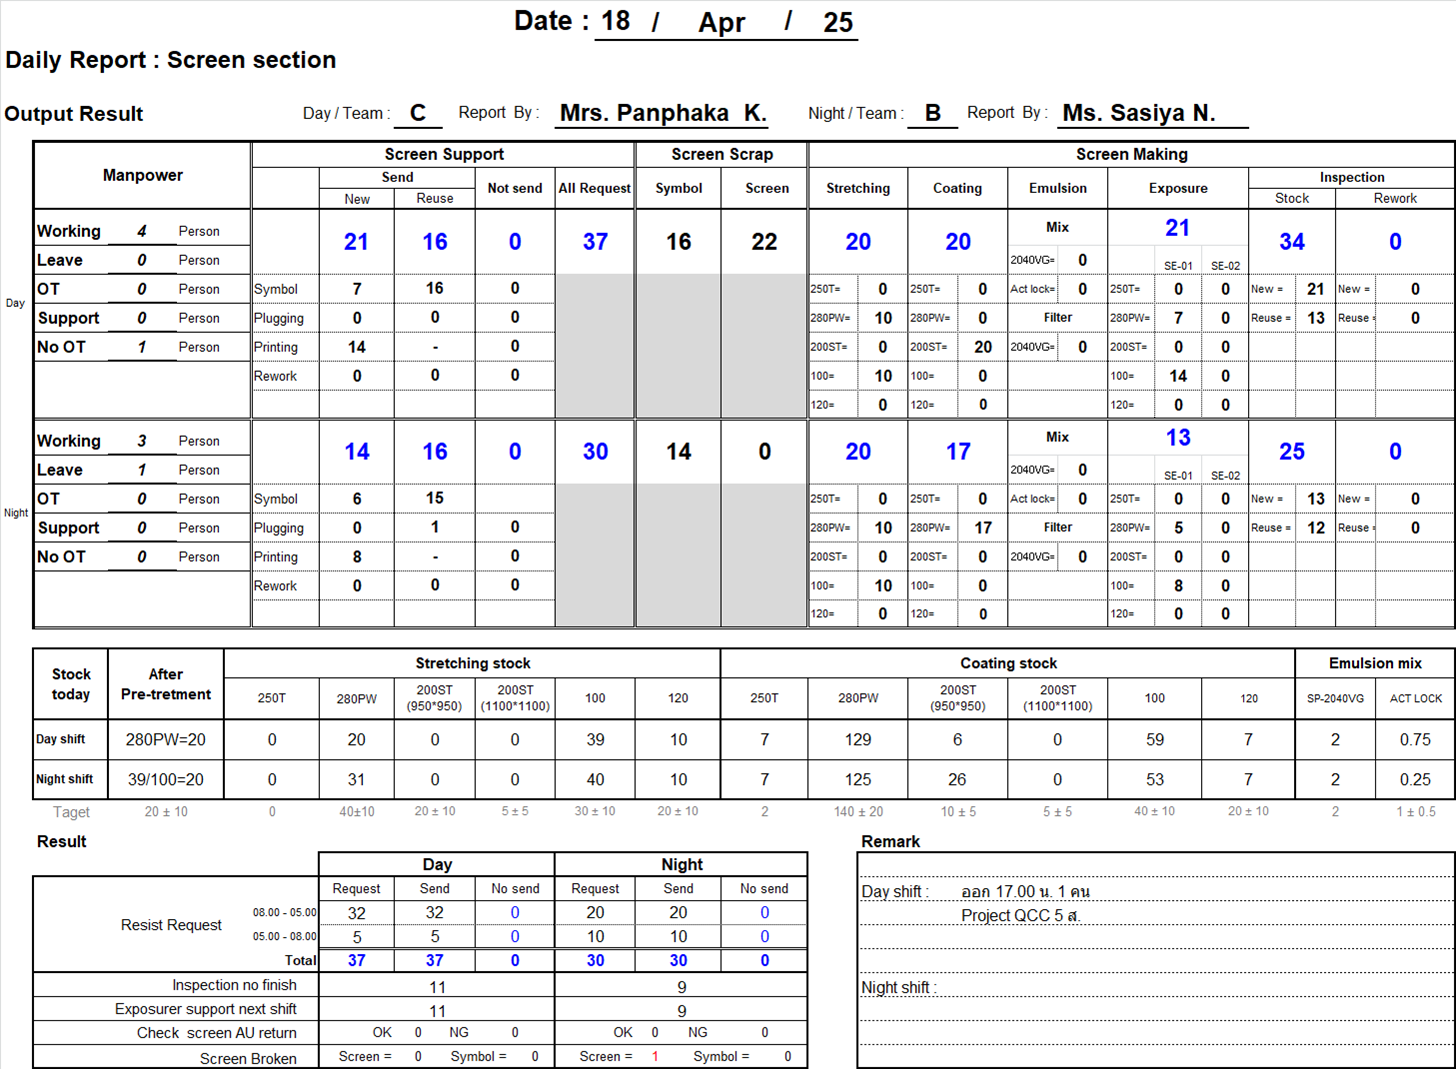 Date : 18 / Apr / 25
Daily Report : Screen section
Output Result Day / Team : C Report By : Mrs. Panphaka K. Night / Team : B Report By : Ms. Sasiya N.
Manpower Screen Support Screen Scrap Screen Making
Send Not send All Request Symbol Screen Stretching Coating Emulsion Exposure Inspection
New Reuse Stock Rework
Day
Working 4 Person 21 16 0 37 16 22 20 20 Mix 21 34 0
Leave 0 Person 2040VG= 0 SE-01 SE-02
OT 0 Person Symbol 7 16 0 250T= 0 250T= 0 Act lock= 0 250T= 0 0 New = 21 New = 0
Support 0 Person Plugging 0 0 0 280PW= 10 280PW= 0 Filter 280PW= 7 0 Reuse = 13 Reuse = 0
No OT 1 Person Printing 14 - 0 200ST= 0 200ST= 20 2040VG= 0 200ST= 0 0
Rework 0 0 0 100= 10 100= 0 100= 14 0
120= 0 120= 0 120= 0 0
Night
Working 3 Person 14 16 0 30 14 0 20 17 Mix 13 25 0
Leave 1 Person 2040VG= 0 SE-01 SE-02
OT 0 Person Symbol 6 15 250T= 0 250T= 0 Act lock= 0 250T= 0 0 New = 13 New = 0
Support 0 Person Plugging 0 1 0 280PW= 10 280PW= 17 Filter 280PW= 5 0 Reuse = 12 Reuse = 0
No OT 0 Person Printing 8 - 0 200ST= 0 200ST= 0 2040VG= 0 200ST= 0 0
Rework 0 0 0 100= 10 100= 0 100= 8 0
120= 0 120= 0 120= 0 0
Stock today After Pre-tretment Stretching stock Coating stock Emulsion mix
250T 280PW 200ST (950*950) 200ST (1100*1100) 100 120 250T 280PW 200ST (950*950) 200ST (1100*1100) 100 120 SP-2040VG ACT LOCK
Day shift 280PW=20 0 20 0 0 39 10 7 129 6 0 59 7 2 0.75
Night shift 39/100=20 0 31 0 0 40 10 7 125 26 0 53 7 2 0.25
Taget 20 ± 10 0 40±10 20 ± 10 5 ± 5 30 ± 10 20 ± 10 2 140 ± 20 10 ± 5 5 ± 5 40 ± 10 20 ± 10 2 1 ± 0.5
Result
Day Night
Request Send No send Request Send No send
Resist Request 08.00 - 05.00 32 32 0 20 20 0
05.00 - 08.00 5 5 0 10 10 0
Total 37 37 0 30 30 0
Inspection no finish 11 9
Exposurer support next shift 11 9
Check screen AU return OK 0 NG 0 OK 0 NG 0
Screen Broken Screen = 0 Symbol = 0 Screen = 1 Symbol = 0
Remark
Day shift : ออก 17.00 น. 1 คน
Project QCC 5 ส.
Night shift :